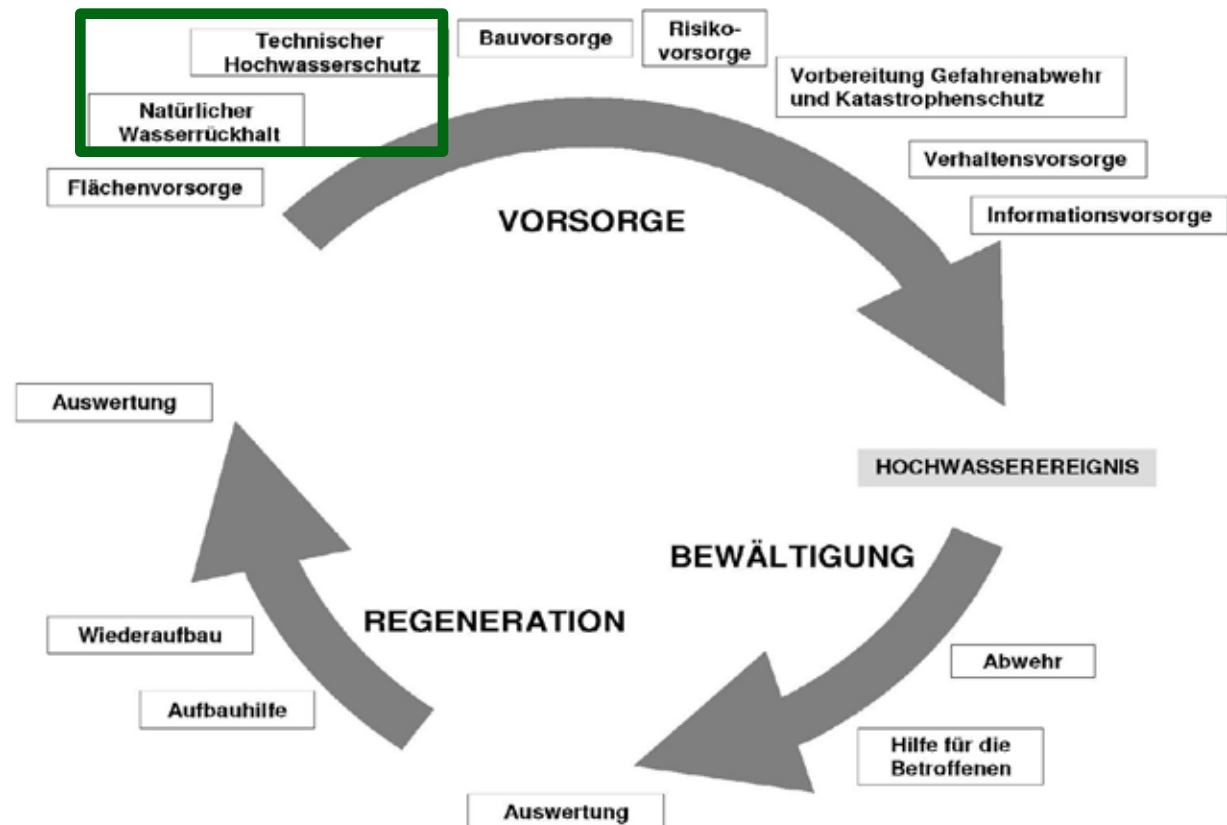 Technischer
Hochwasserschutz
Natürlicher
Wasserrückhalt
Flächenvorsorge
Bauvorsorge
Risiko-
vorsorge
Vorbereitung Gefahrenabwehr
und Katastrophenschutz
Verhaltensvorsorge
Informationsvorsorge
VORSORGE
HOCHWASSEREREIGNIS
BEWÄLTIGUNG
Abwehr
Hilfe für die
Betroffenen
Auswertung
REGENERATION
Aufbauhilfe
Wiederaufbau
Auswertung